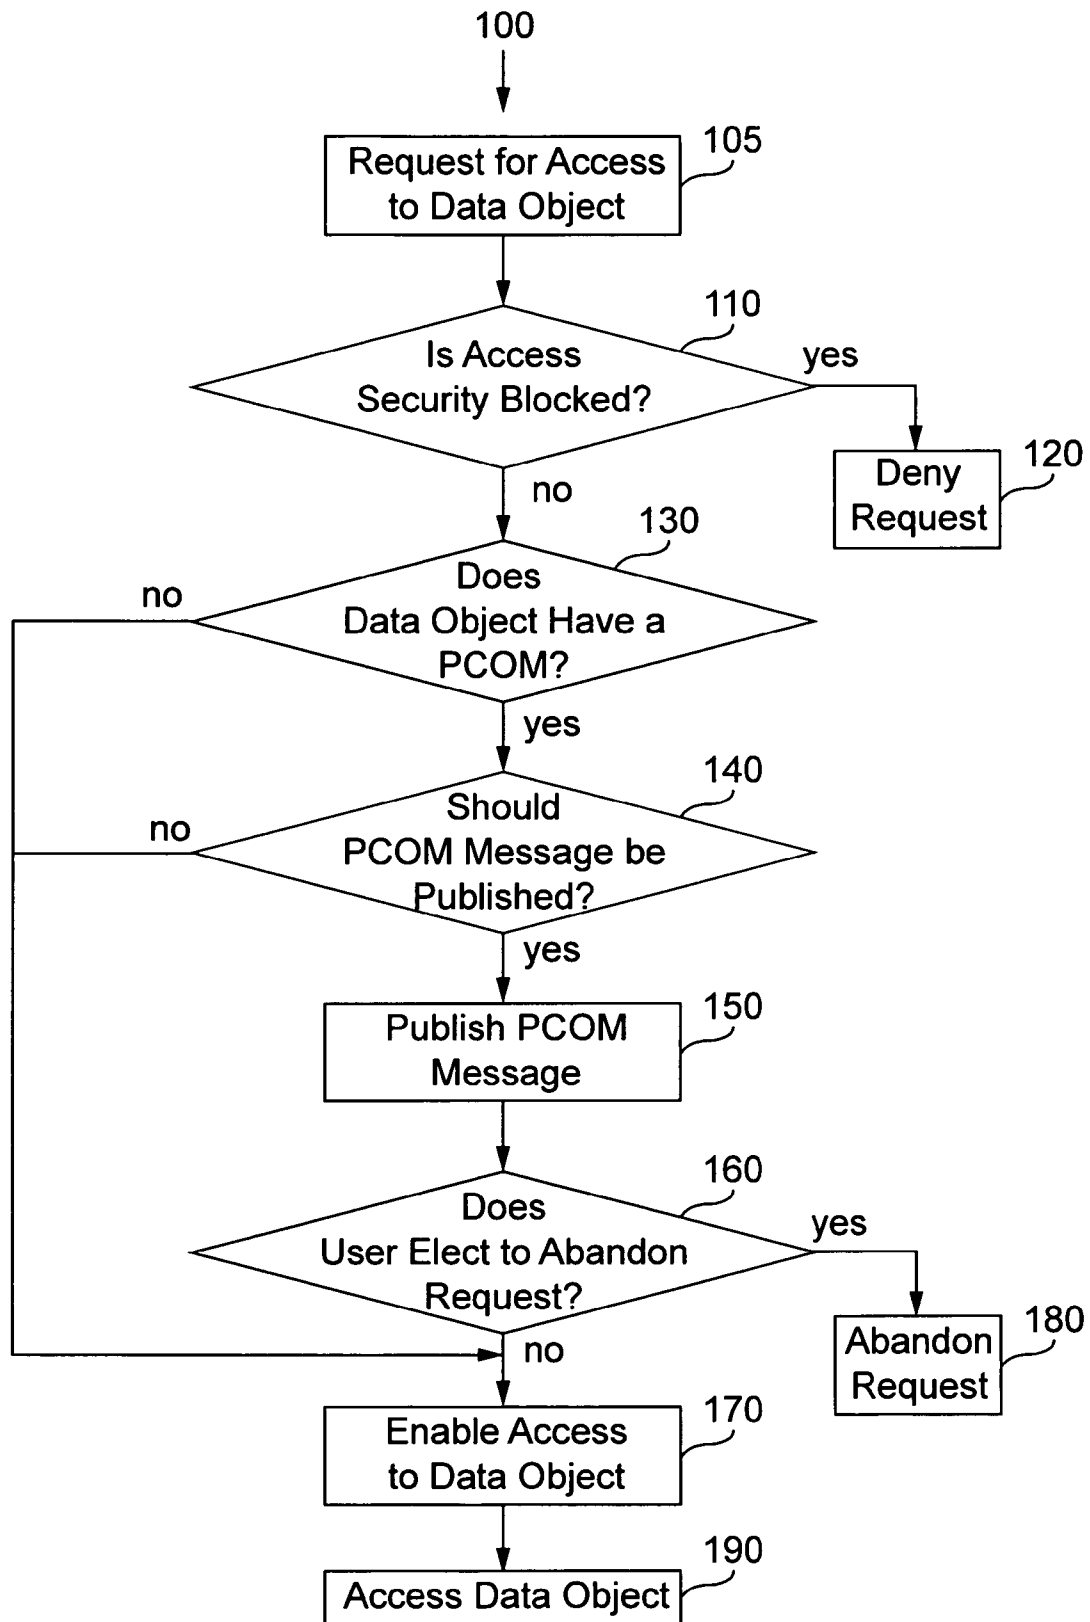 100
105
Request for Access
to Data Object
110
Is Access
Security Blocked?
yes
120
Deny
Request
no
130
Does
Data Object Have a
PCOM?
no
yes
140
Should
PCOM Message be
Published?
no
yes
150
Publish PCOM
Message
160
Does
User Elect to Abandon
Request?
yes
180
Abandon
Request
no
170
Enable Access
to Data Object
190
Access Data Object